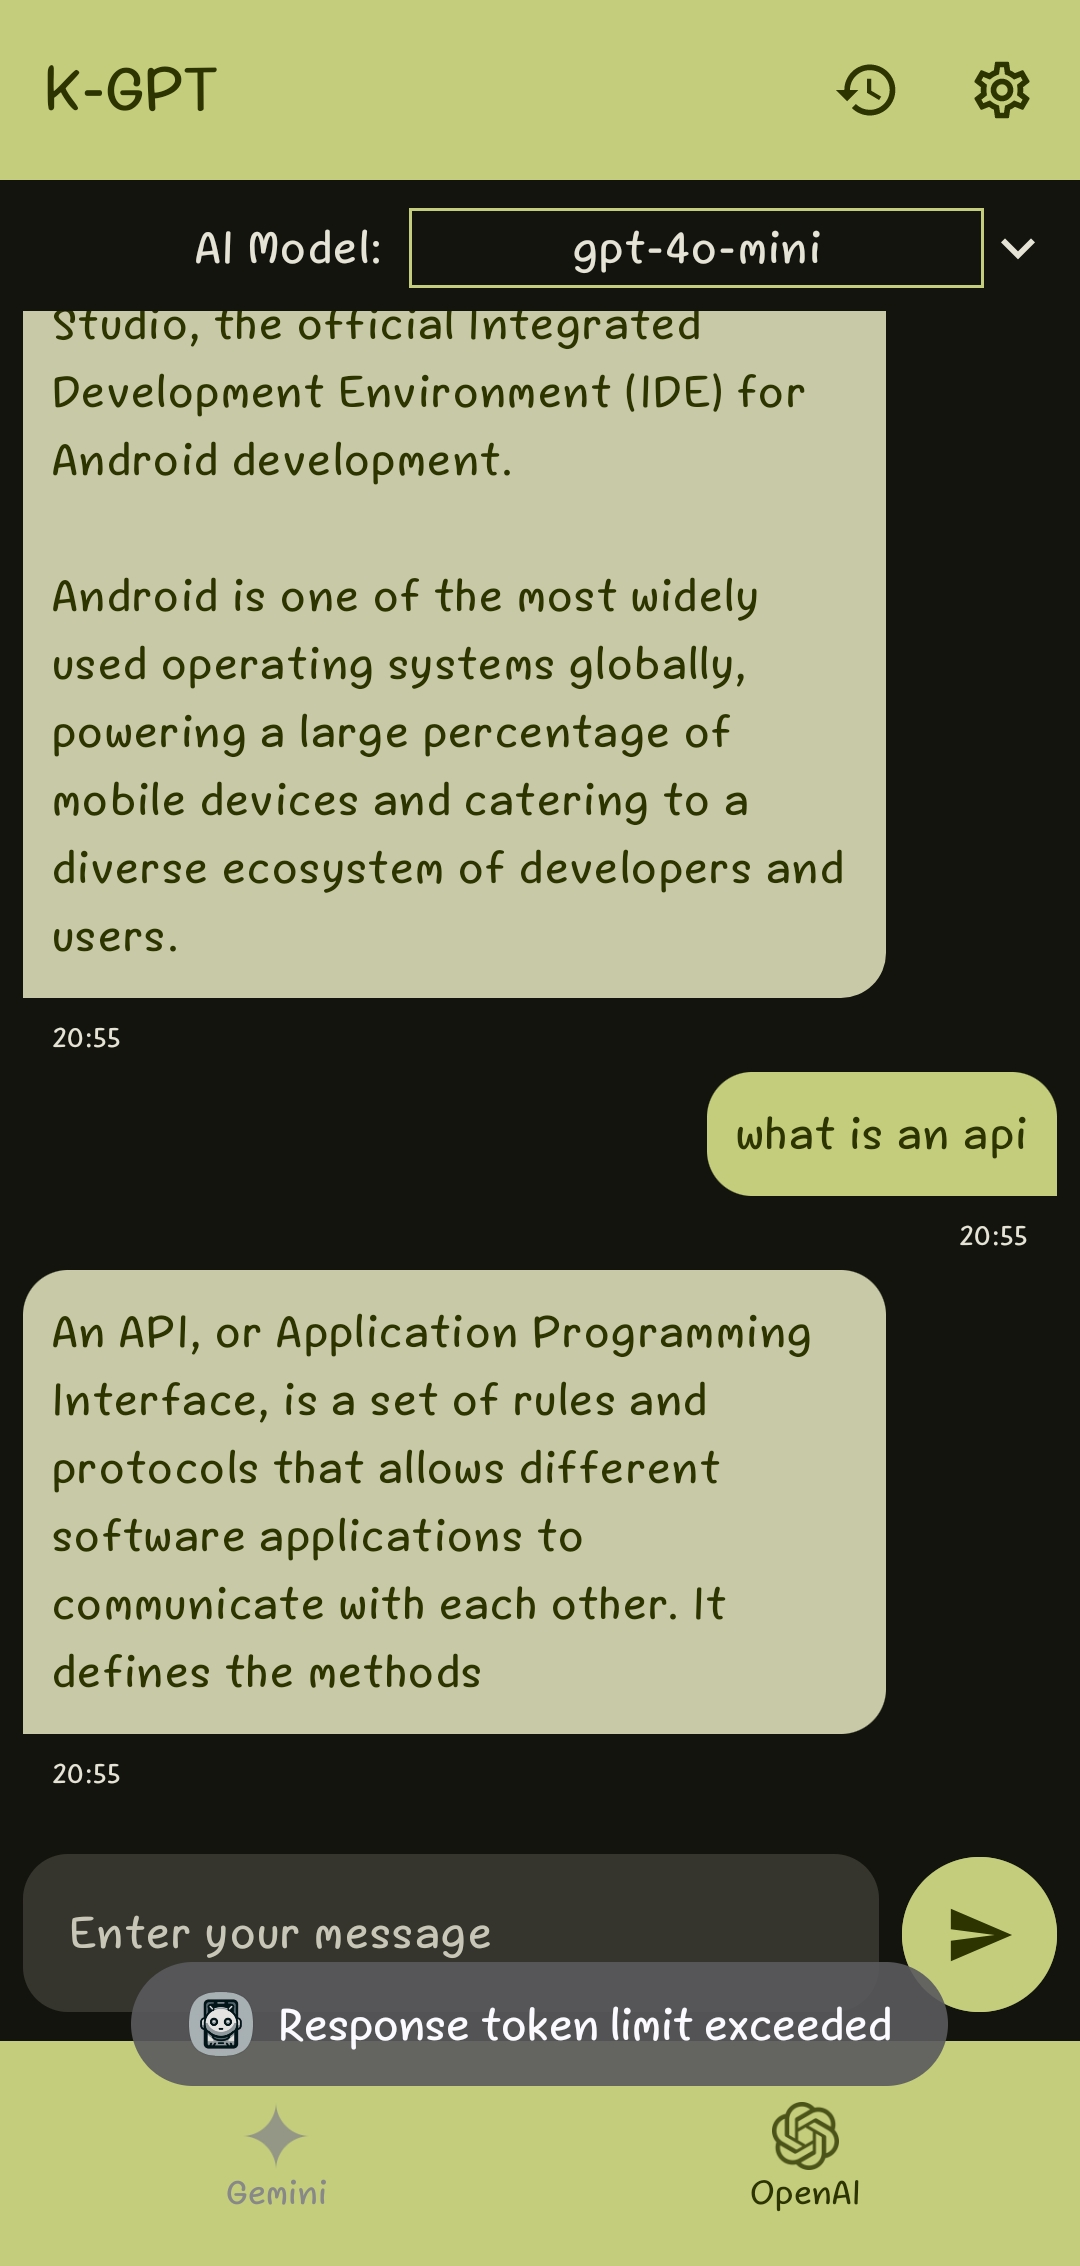 K-GPT
AI Model:
gpt-4o-mini
Studio, the official Integrated
Development Environment (IDE) for
Android development.
Android is one of the most widely
used operating systems globally,
powering a large percentage of
mobile devices and catering to a
diverse ecosystem of developers and
users.
20:55
what is an api
20:55
An API, or Application Programming
Interface, is a set of rules and
protocols that allows different
software applications to
communicate with each other. It
defines the methods
20:55
Enter your message
Response token limit exceeded
Gemini
OpenAI